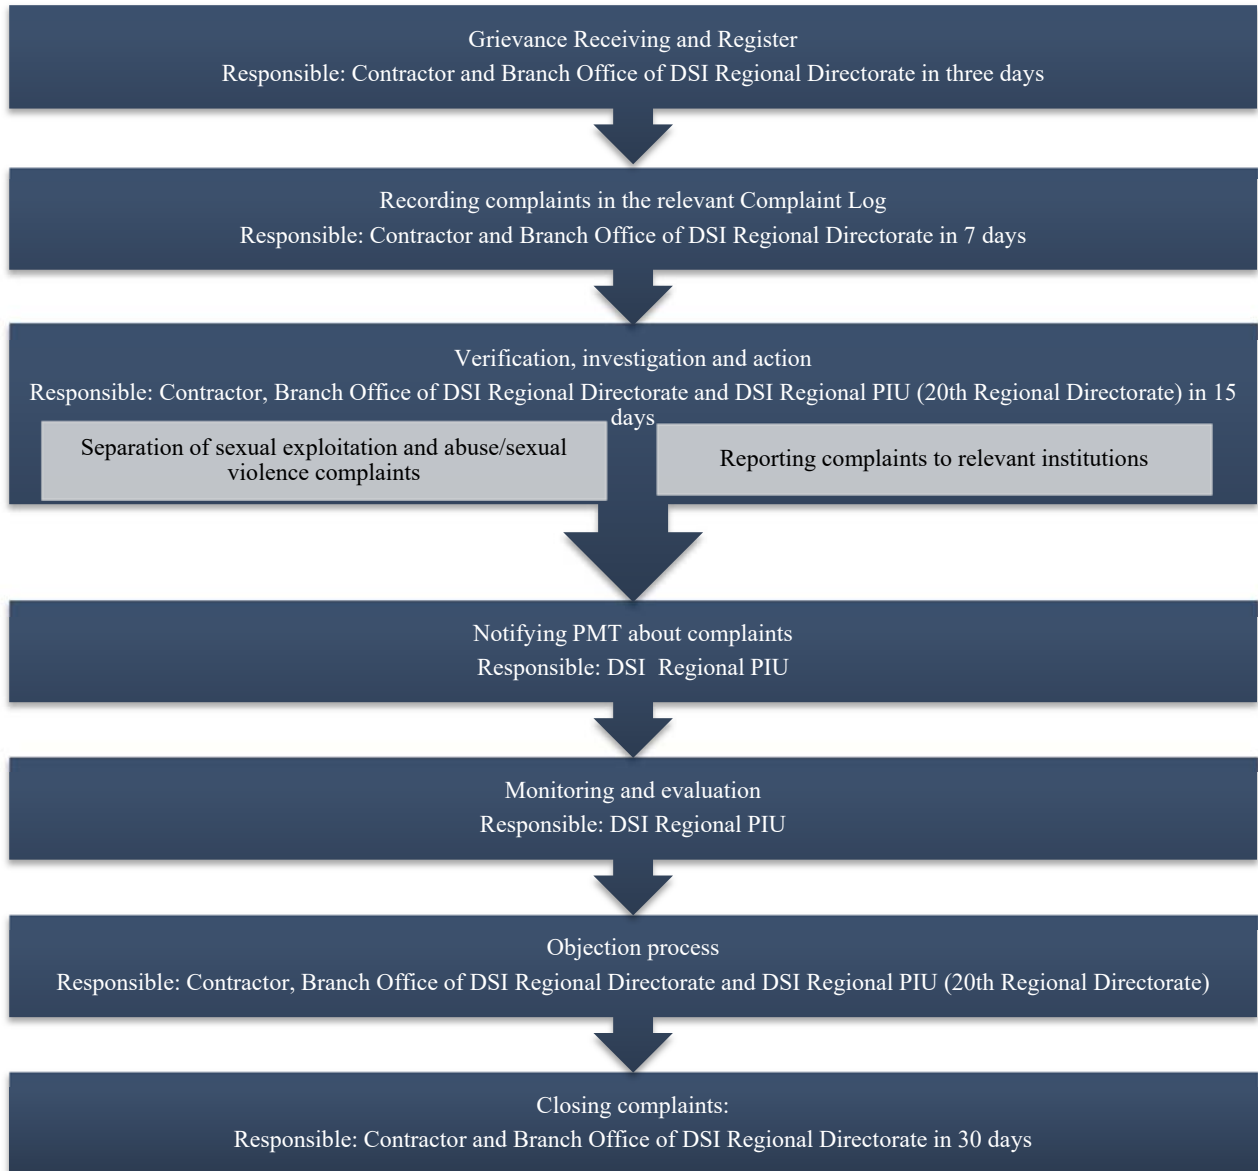 Grievance Receiving and Register
Responsible: Contractor and Branch Office of DSI Regional Directorate in three days
Recording complaints in the relevant Complaint Log
Responsible: Contractor and Branch Office of DSI Regional Directorate in 7 days
Verification, investigation and action
Responsible: Contractor, Branch Office of DSI Regional Directorate and DSI Regional PIU (20th Regional Directorate) in 15
days
Separation of sexual exploitation and abuse/sexual
violence complaints
Reporting complaints to relevant institutions
Notifying PMT about complaints
Responsible: DSI Regional PIU
Monitoring and evaluation
Responsible: DSI Regional PIU
Objection process
Responsible: Contractor, Branch Office of DSI Regional Directorate and DSI Regional PIU (20th Regional Directorate)
Closing complaints:
Responsible: Contractor and Branch Office of DSI Regional Directorate in 30 days